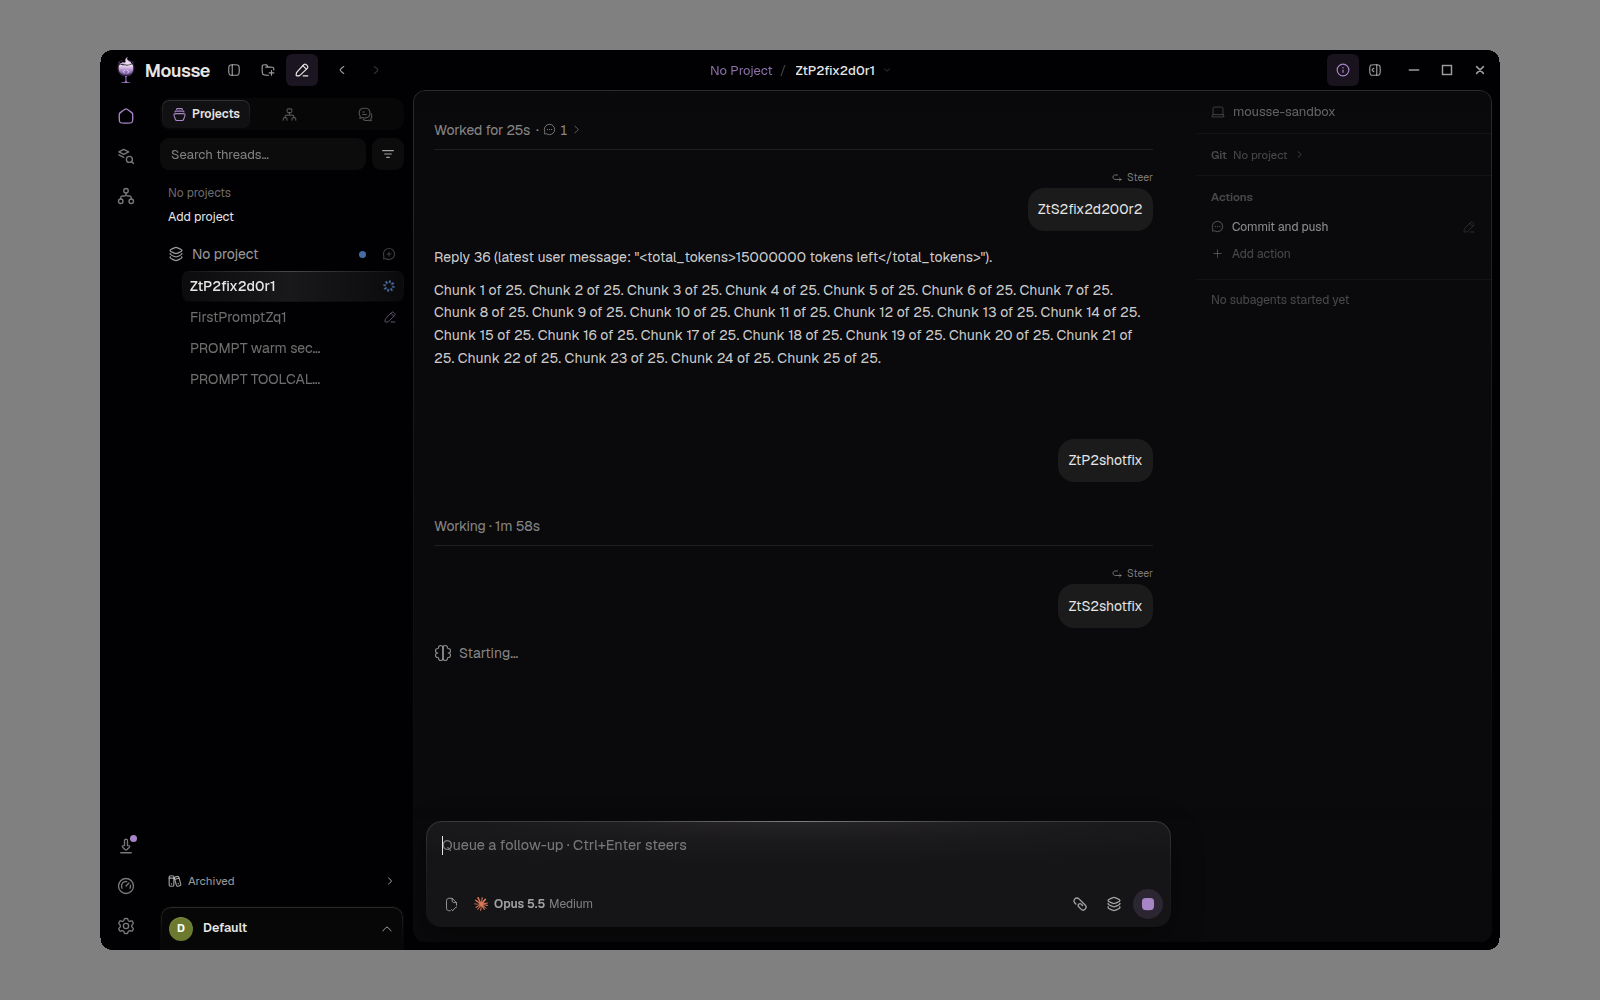 Mousse
No Project / ZtP2fix2d0r1
Projects
Search threads...
No projects
Add project
No project
ZtP2fix2d0r1
FirstPromptZq1
PROMPT warm sec...
PROMPT TOOLCAL...
Archived
D Default
Worked for 25s · 1
Steer
ZtS2fix2d200r2
Reply 36 (latest user message: "<total_tokens>15000000 tokens left</total_tokens>").
Chunk 1 of 25. Chunk 2 of 25. Chunk 3 of 25. Chunk 4 of 25. Chunk 5 of 25. Chunk 6 of 25. Chunk 7 of 25.
Chunk 8 of 25. Chunk 9 of 25. Chunk 10 of 25. Chunk 11 of 25. Chunk 12 of 25. Chunk 13 of 25. Chunk 14 of 25.
Chunk 15 of 25. Chunk 16 of 25. Chunk 17 of 25. Chunk 18 of 25. Chunk 19 of 25. Chunk 20 of 25. Chunk 21 of
25. Chunk 22 of 25. Chunk 23 of 25. Chunk 24 of 25. Chunk 25 of 25.
ZtP2shotfix
Working · 1m 58s
Steer
ZtS2shotfix
Starting...
Queue a follow-up · Ctrl+Enter steers
Opus 5.5 Medium
mousse-sandbox
Git No project
Actions
Commit and push
Add action
No subagents started yet